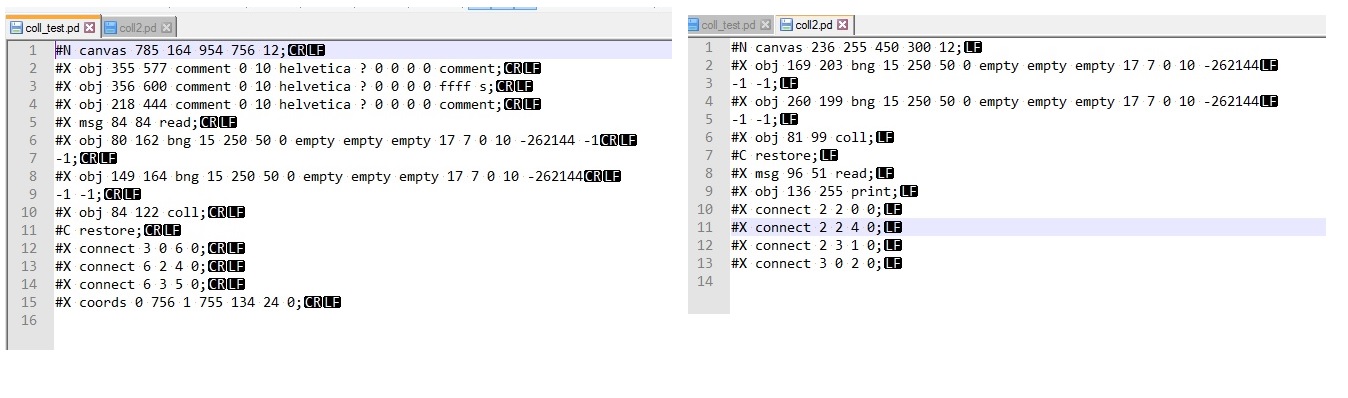 coll_test.pd coll2.pd
1 #N canvas 785 164 954 756 12;CRLF
2 #X obj 355 577 comment 0 10 helvetica ? 0 0 0 0 comment;CRLF
3 #X obj 356 600 comment 0 10 helvetica ? 0 0 0 0 ffff s;CRLF
4 #X obj 218 444 comment 0 10 helvetica ? 0 0 0 0 comment;CRLF
5 #X msg 84 84 read;CRLF
6 #X obj 80 162 bng 15 250 50 0 empty empty empty 17 7 0 10 -262144 -1CRLF
7 -1;CRLF
8 #X obj 149 164 bng 15 250 50 0 empty empty empty 17 7 0 10 -262144CRLF
9 -1 -1;CRLF
10 #X obj 84 122 coll;CRLF
11 #C restore;CRLF
12 #X connect 3 0 6 0;CRLF
13 #X connect 6 2 4 0;CRLF
14 #X connect 6 3 5 0;CRLF
15 #X coords 0 756 1 755 134 24 0;CRLF
16
coll_test.pd coll2.pd
1 #N canvas 236 255 450 300 12;LF
2 #X obj 169 203 bng 15 250 50 0 empty empty empty 17 7 0 10 -262144LF
3 -1 -1;LF
4 #X obj 260 199 bng 15 250 50 0 empty empty empty 17 7 0 10 -262144LF
5 -1 -1;LF
6 #X obj 81 99 coll;LF
7 #C restore;LF
8 #X msg 96 51 read;LF
9 #X obj 136 255 print;LF
10 #X connect 2 2 0 0;LF
11 #X connect 2 2 4 0;LF
12 #X connect 2 3 1 0;LF
13 #X connect 3 0 2 0;LF
14